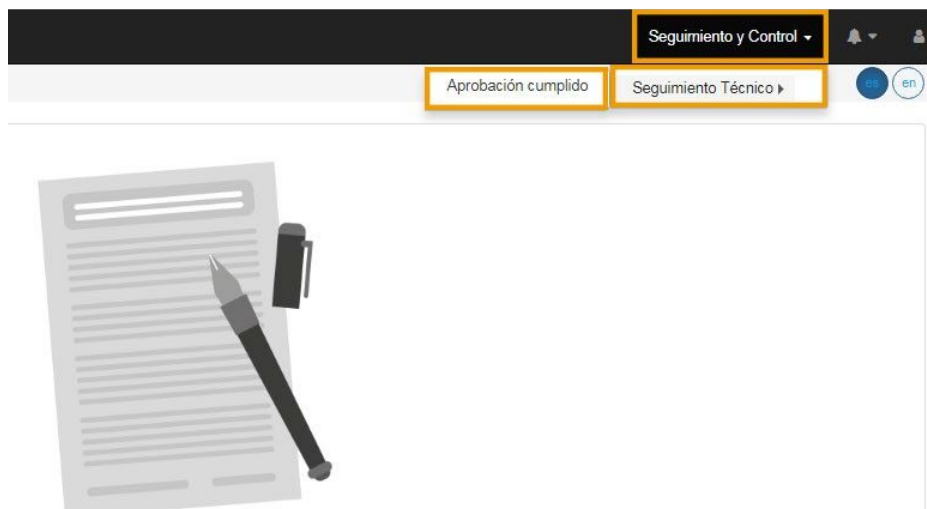 Seguimiento y Control
Aprobación cumplido
Seguimiento Técnico
es
en